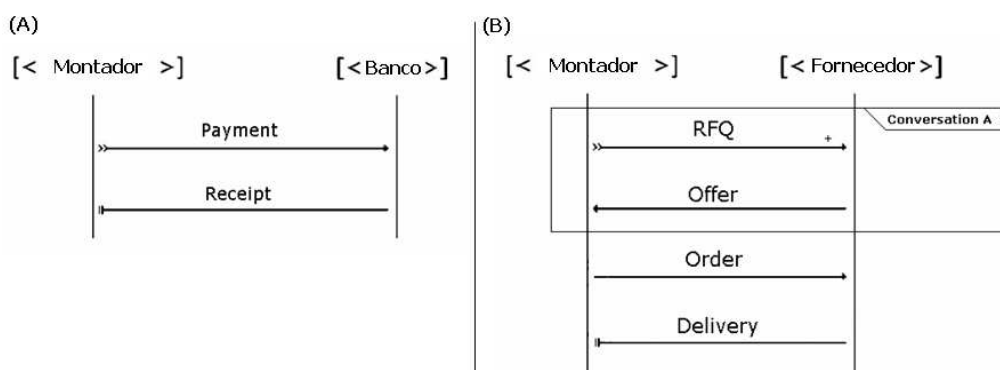 (A)
[< Montador >]
[<Banco>]
Payment
Receipt
(B)
[< Montador >]
[<Fornecedor>]
Conversation A
RFQ
+
Offer
Order
Delivery